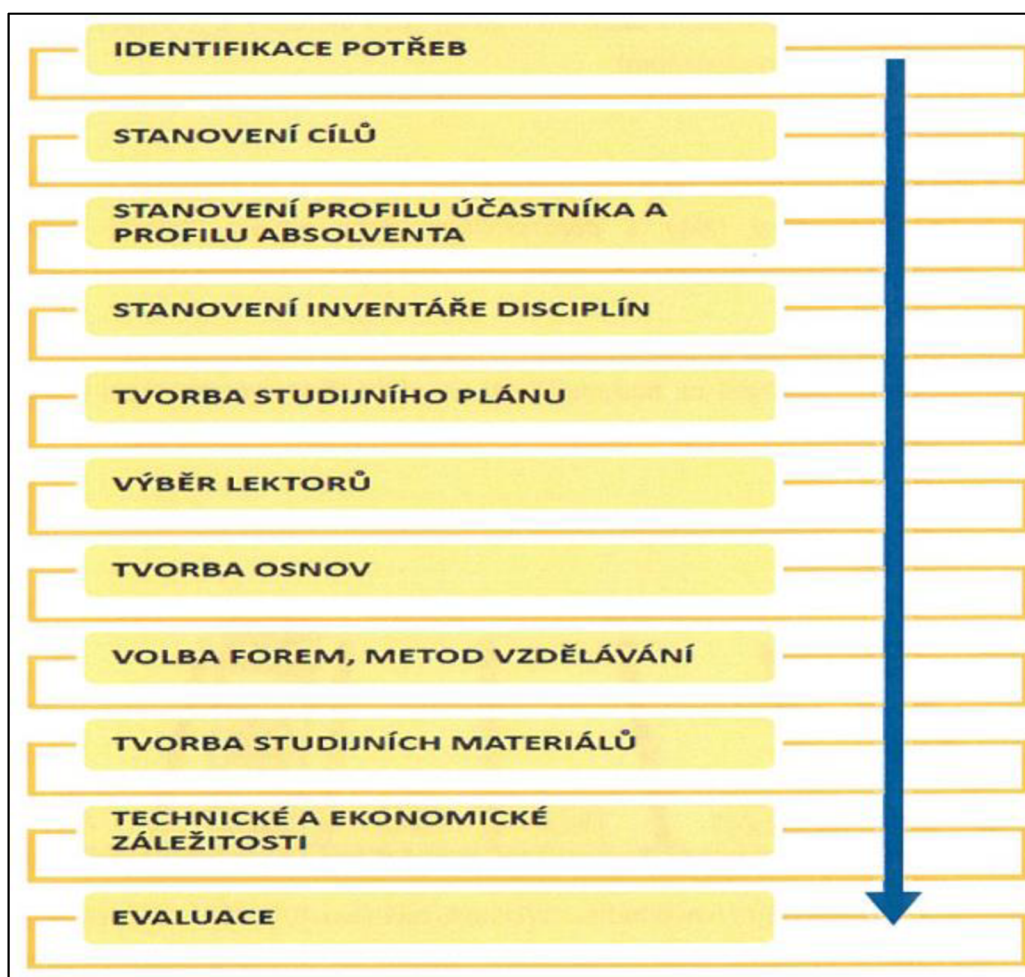 IDENTIFIKACE POTŘEB
STANOVENÍ CÍLŮ
STANOVENÍ PROFILU ÚČASTNÍKA A
PROFILU ABSOLVENTA
STANOVENÍ INVENTÁŘE DISCIPLÍN
TVORBA STUDIJNÍHO PLÁNU
VÝBĚR LEKTORŮ
TVORBA OSNOV
VOLBA FOREM, METOD VZDĚLÁVÁNÍ
TVORBA STUDIJNÍCH MATERIÁLŮ
TECHNICKÉ A EKONOMICKÉ
ZÁLEŽITOSTI
EVALUACE